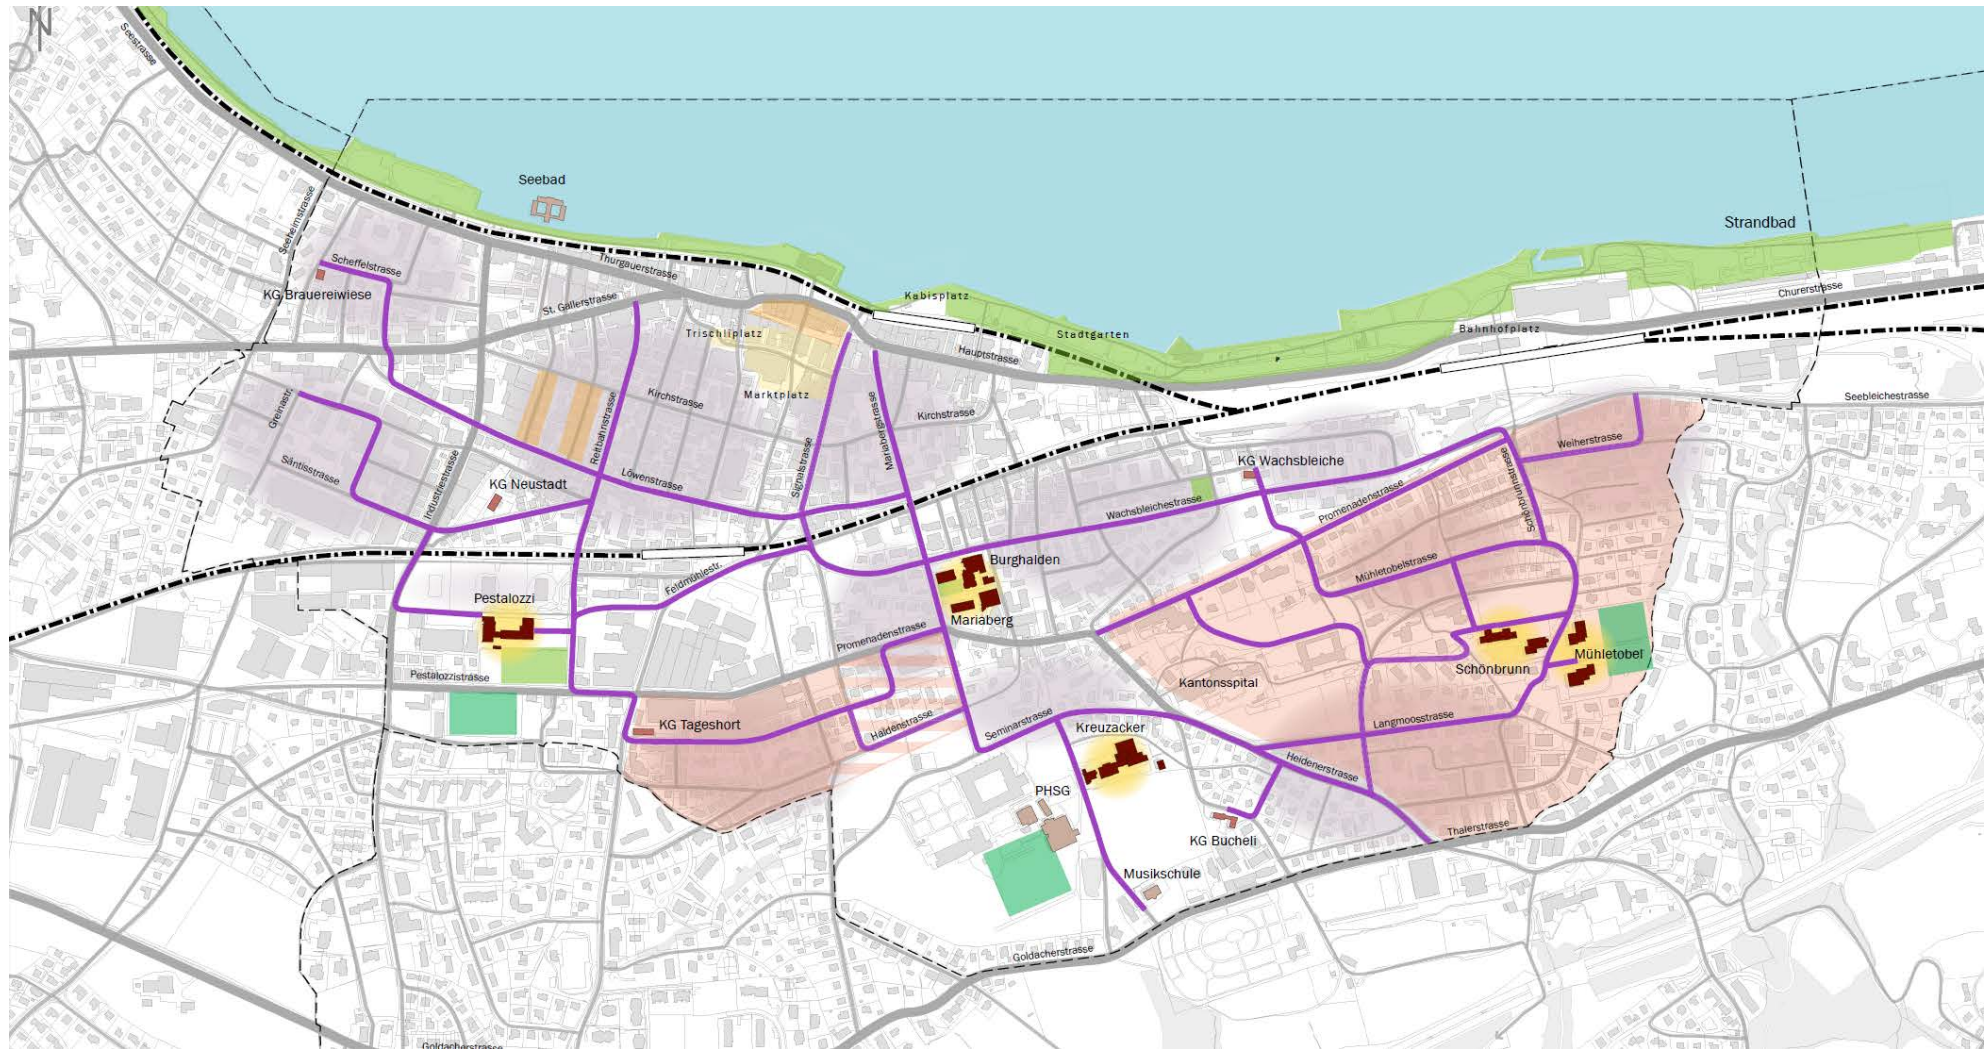 N
Seestrasse
Seebad
Strandbad
Seeheimstrasse
Scheffelstrasse
KG Brauereiwiese
Thurgauerstrasse
St. Gallerstrasse
Kabisplatz
Churerstrasse
Trischliplatz
Stadtgarten
Bahnhofplatz
P
Hauptstrasse
Greinastr.
Marktplatz
Kirchstrasse
Kirchstrasse
Seebleichestrasse
Reitbahnstrasse
Mariabergstrasse
Weiherstrasse
Säntisstrasse
Industriestrasse
KG Neustadt
Löwenstrasse
Signalstrasse
KG Wachsbleiche
Promenadenstrasse
Schönbrunnstrasse
Wachsbleichestrasse
Burghalden
Feldmühlestr.
Mühletobelstrasse
Pestalozzi
Mariaberg
Promenadenstrasse
Mühletobel
Schönbrunn
Pestalozzistrasse
Kantonsspital
KG Tageshort
Haldenstrasse
Seminarstrasse
Kreuzacker
Langmoosstrasse
Heidenerstrasse
PHSG
Thalerstrasse
KG Bucheli
Musikschule
Goldacherstrasse
Goldacherstrasse